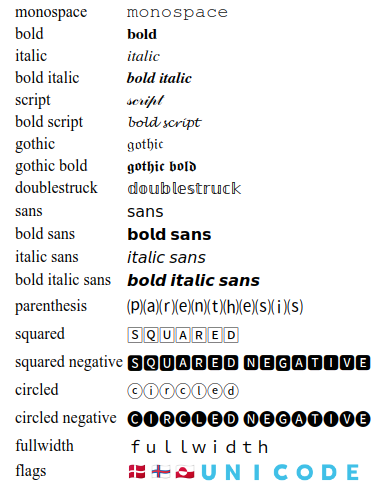 monospace 𝚖𝚘𝚗𝚘𝚜𝚙𝚊𝚌𝚎
bold 𝐛𝐨𝐥𝐝
italic 𝑖𝑡𝑎𝑙𝑖𝑐
bold italic 𝒃𝒐𝒍𝒅 𝒊𝒕𝒂𝒍𝒊𝒄
script 𝓈𝒸𝓇𝒾𝓅𝓉
bold script 𝓫𝓸𝓵𝓭 𝓼𝓬𝓻𝓲𝓹𝓽
gothic 𝔤𝔬𝔱𝔥𝔦𝔠
gothic bold 𝖌𝖔𝖙𝖍𝖎𝖈 𝖇𝖔𝖑𝖉
doublestruck 𝕕𝕠𝕦𝕓𝕝𝕖𝕤𝕥𝕣𝕦𝕔𝕜
sans 𝗌𝖺𝗇𝗌
bold sans 𝗯𝗼𝗹𝗱 𝘀𝗮𝗻𝘀
italic sans 𝘪𝘵𝘢𝘭𝘪𝘤 𝘴𝘢𝘯𝘴
bold italic sans 𝙗𝙤𝙡𝙙 𝙞𝙩𝙖𝙡𝙞𝙘 𝙨𝙖𝙣𝙨
parenthesis ⒫⒜⒭⒠⒩⒯⒣⒠⒮⒤⒮
squared 🅂🅀🅄🄰🅁🄴🄳
squared negative 🆂🆀🆄🅰🆁🅴🅳 🅽🅴🅶🅰🆃🅸🆅🅴
circled ⓒⓘⓡⓒⓛⓔⓓ
circled negative 🅒🅘🅡🅒🅛🅔🅓 🅝🅔🅖🅐🅣🅘🅥🅔
fullwidth ｆｕｌｌｗｉｄｔｈ
flags 🇩🇰 🇫🇮 🇬🇱 🇺 🇳 🇮 🇨 🇴 🇩 🇪